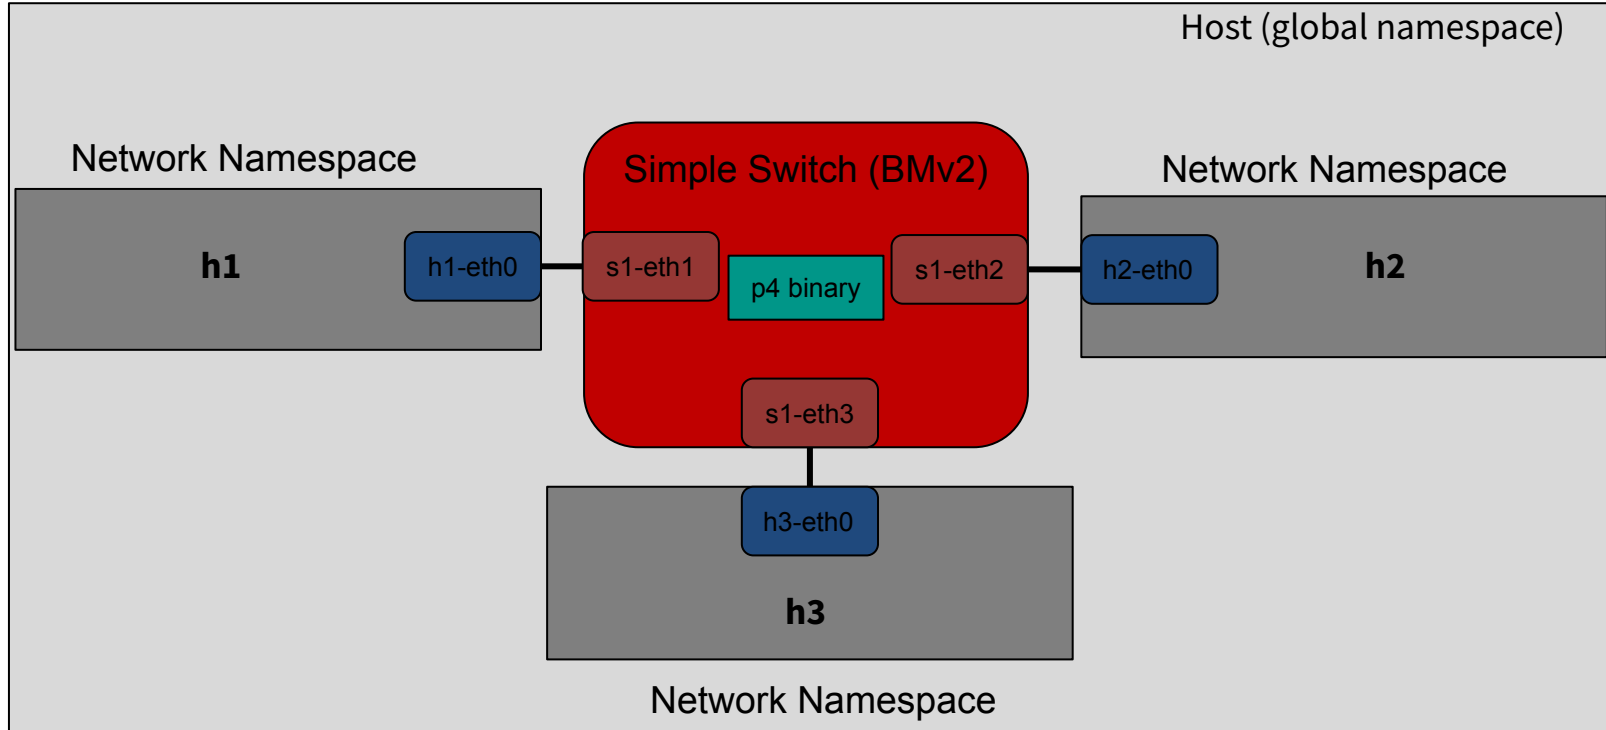 Host (global namespace)
Network Namespace
Simple Switch (BMv2)
Network Namespace
h1
h1-eth0
s1-eth1
p4 binary
s1-eth2
h2-eth0
h2
s1-eth3
h3-eth0
h3
Network Namespace